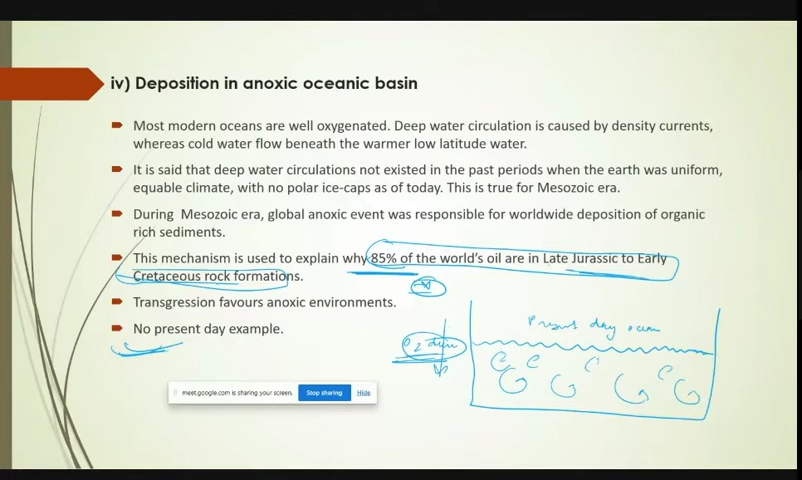 iv) Deposition in anoxic oceanic basin
Most modern oceans are well oxygenated. Deep water circulation is caused by density currents,
whereas cold water flow beneath the warmer low latitude water.
It is said that deep water circulations not existed in the past periods when the earth was uniform,
equable climate, with no polar ice-caps as of today. This is true for Mesozoic era.
During Mesozoic era, global anoxic event was responsible for worldwide deposition of organic
rich sediments.
This mechanism is used to explain why 85% of the world's oil are in Late Jurassic to Early
Cretaceous rock formations.
Transgression favours anoxic environments.
No present day example.
Present day ocean
O2
meet.google.com is sharing your screen.
Stop sharing
Hide